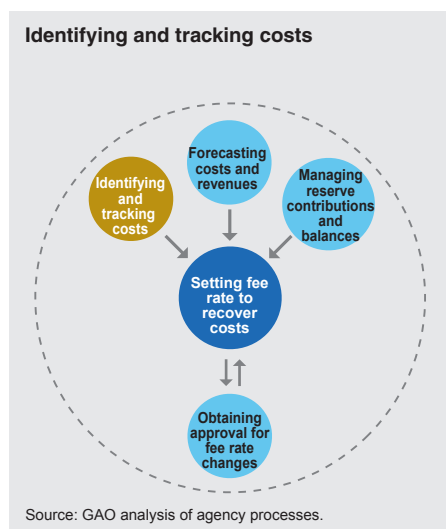 Identifying and tracking costs
Forecasting
costs and
revenues
Identifying
and
tracking
costs
Managing
reserve
contributions
and
balances
Setting fee
rate to
recover
costs
Obtaining
approval for
fee rate
changes
Source: GAO analysis of agency processes.